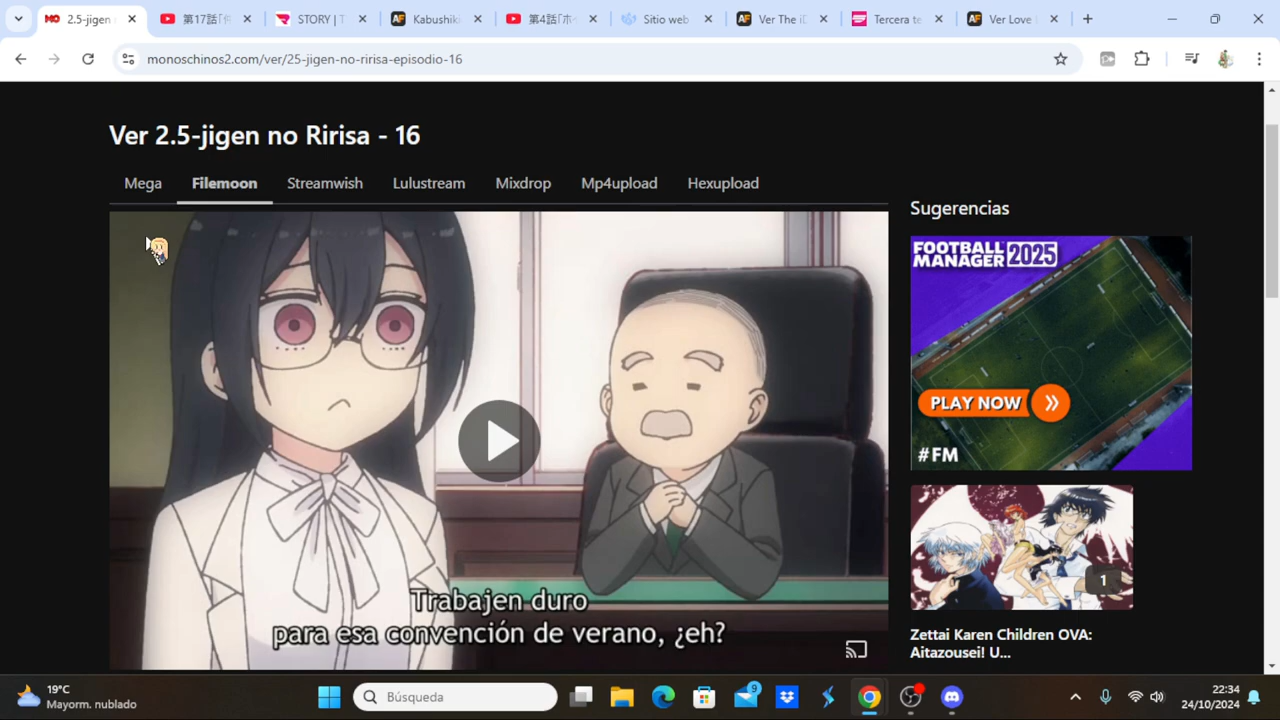 2.5-jigen
第17話「
STORY | T
Kabushiki
第4話「ホ
Sitio web
Ver The iD
Tercera te
Ver Love
monoschinos2.com/ver/25-jigen-no-ririsa-episodio-16
Ver 2.5-jigen no Ririsa - 16
Mega Filemoon Streamwish Lulustream Mixdrop Mp4upload Hexupload
Sugerencias
FOOTBALL
MANAGER 2025
PLAY NOW
#FM
Trabajen duro
para esa convención de verano, ¿eh?
1
Zettai Karen Children OVA:
Aitazousei! U...
19°C
Mayorm. nublado
Búsqueda
9
22:34
24/10/2024